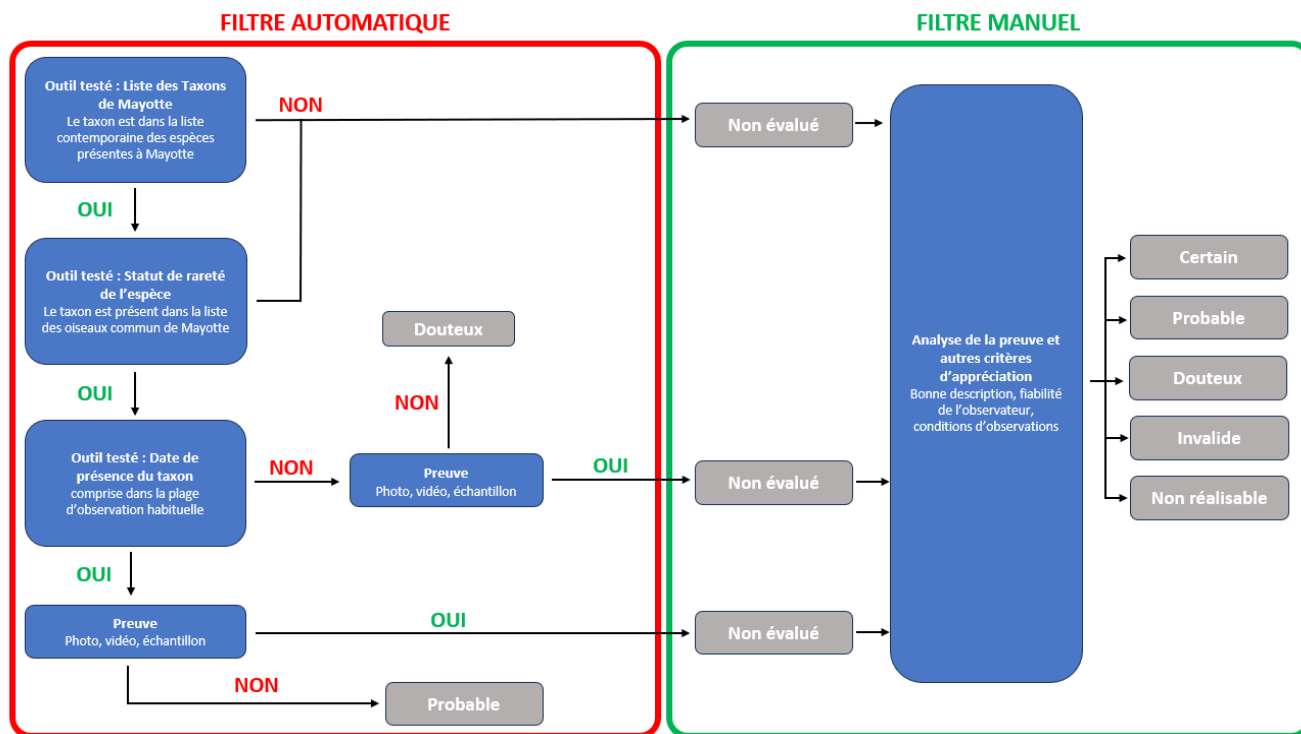 FILTRE AUTOMATIQUE
FILTRE MANUEL
Outil testé : Liste des Taxons
de Mayotte
Le taxon est dans la liste
contemporaine des espèces
présentes à Mayotte
NON
Non évalué
OUI
Outil testé : Statut de rareté
de l'espèce
Le taxon est présent dans la liste
des oiseaux commun de Mayotte
Douteux
OUI
NON
Outil testé : Date de
présence du taxon
comprise dans la plage
d'observation habituelle
NON
Preuve
Photo, vidéo, échantillon
OUI
Non évalué
OUI
Preuve
Photo, vidéo, échantillon
OUI
Non évalué
NON
Probable
Analyse de la preuve et
autres critères
d'appréciation
Bonne description, fiabilité
de l'observateur,
conditions d'observations
Certain
Probable
Douteux
Invalide
Non réalisable